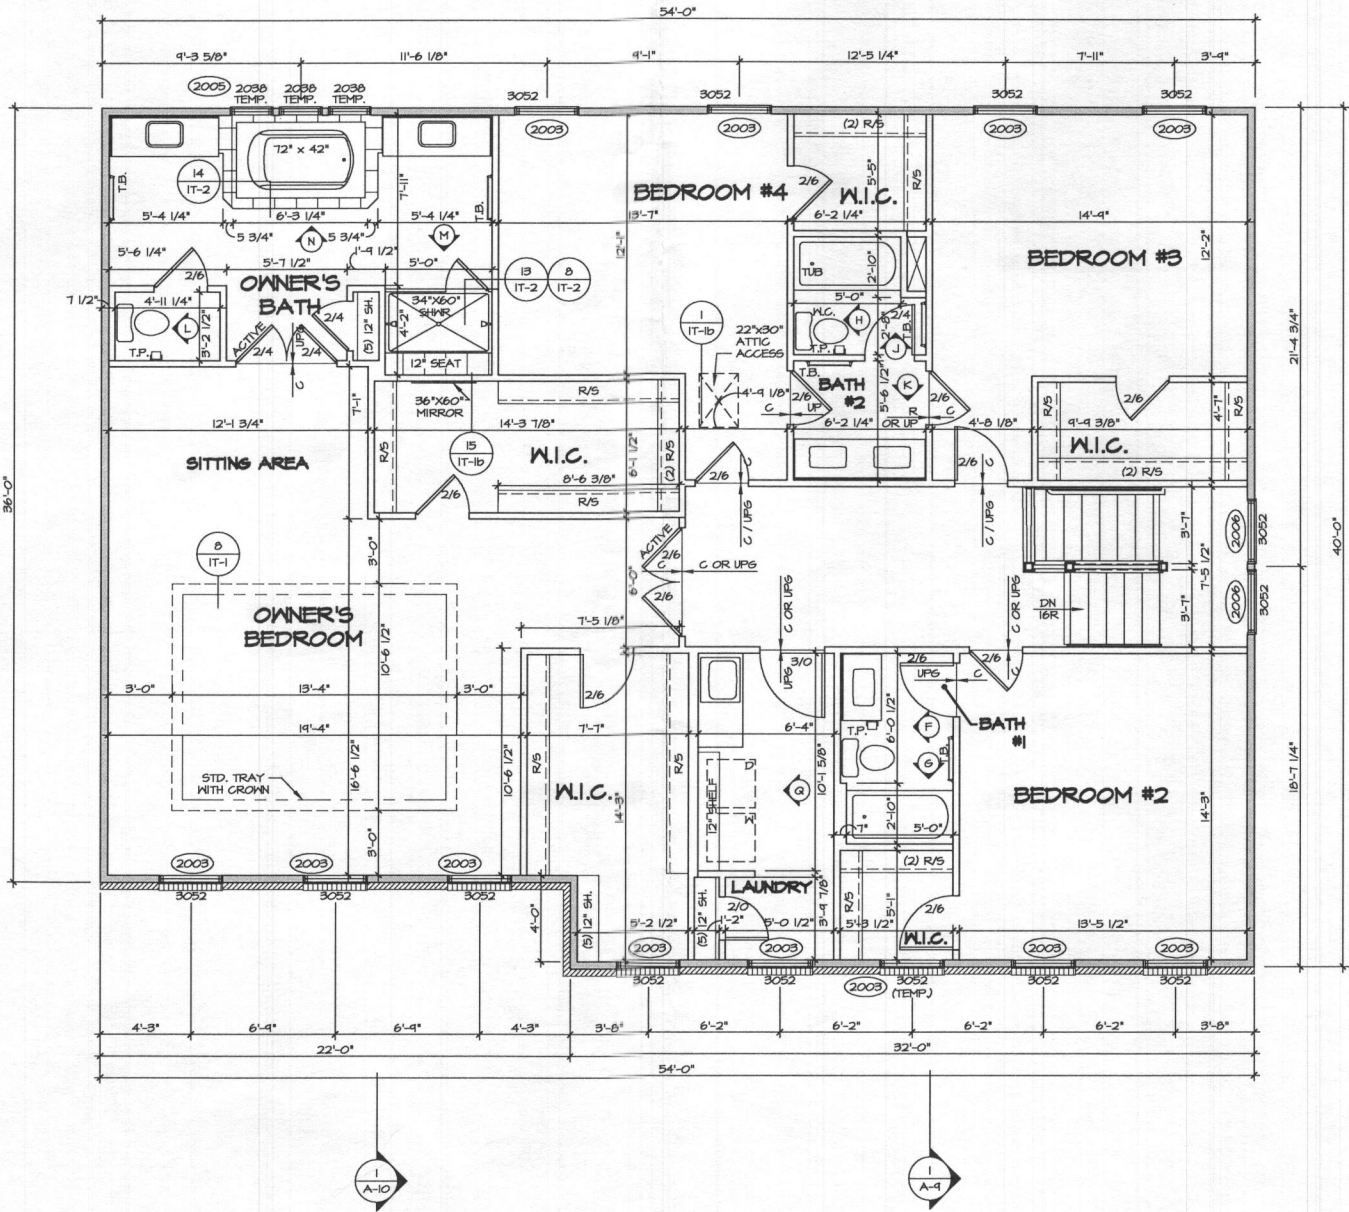 54'-0"
9'-3 5/8" 11'-6 1/8" 9'-1" 12'-5 1/4" 7'-11" 3'-9"
2005 2038 2038 2038
TEMP. TEMP. TEMP.
3052 3052 3052 3052
2003 2003 2003 2003
72" x 42"
14
IT-2
T.B.
7'-11"
T.B.
5'-4 1/4" 6'-3 1/4" 5'-4 1/4"
5 3/4" N 5 3/4" 1'-9 1/2" M
5'-6 1/4" 5'-7 1/2" 5'-0"
2/6
OWNER'S
BATH
7 1/2" 4'-11 1/4"
L
3'-2 1/2"
T.P.
ACTIVE
2/4 2/4
UPG
C
2/4
(5) 12" SH.
34"X60"
SHWR
4'-2"
12" SEAT
13
IT-2
8
IT-2
BEDROOM #4
13'-7"
12'-1"
(2) R/S
5'-5"
R/S
2/6
W.I.C.
6'-2 1/4"
TUB
2'-10"
5'-0"
W.C. H
2/4
2'-8"
T.B.
T.P.
J
K
1
IT-1b
22"x30"
ATTIC
ACCESS
4'-9 1/8"
T.B.
BATH
#2
5'-6 1/2"
2/6
C UP
R
OR UP
C
2/6
6'-2 1/4"
4'-8 1/8"
BEDROOM #3
14'-9"
12'-2"
R/S
2/6
4'-7"
R/S
9'-9 3/8"
W.I.C.
(2) R/S
21'-4 3/4"
36'-0"
40'-0"
12'-1 3/4"
7'-1"
SITTING AREA
36"X60"
MIRROR
R/S
14'-3 7/8"
R/S
15
IT-1b
W.I.C.
8'-1 1/2"
(2) R/S
8'-6 3/8"
R/S
2/6
2/6
C / UPG
2/6
C
C / UPG
3'-7"
7'-5 1/2"
3'-7"
2006
3052
2006
3052
DN
16R
8
IT-1
3'-0"
ACTIVE
2/6
C
C OR UPG
6'-0"
2/6
7'-5 1/8"
C OR UPG
C OR UPG
OWNER'S
BEDROOM
10'-6 1/2"
3'-0" 13'-4" 3'-0"
19'-4"
STD. TRAY
WITH CROWN
16'-6 1/2"
3'-0"
10'-6 1/2"
2/6
7'-7"
R/S
R/S
W.I.C.
14'-3"
3/0
UPG
6'-4"
10'-1 5/8"
D
12" SHELF
W
Q
LAUNDRY
(5) 12" SH.
2/0
1'-2"
5'-0 1/2"
3'-9 7/8"
2/6
UPG C
2/6
C
BATH
#1
6'-0 1/2"
T.P.
F
G
T.B.
2'-10"
7" 5'-0"
(2) R/S
R/S
5'-1"
5'-3 1/2"
2/6
W.I.C.
BEDROOM #2
14'-3"
13'-5 1/2"
18'-7 1/4"
4'-0"
(5) 12" SH.
5'-2 1/2"
2003 2003 2003
3052 3052 3052
2003 2003 2003 2003 2003
(TEMP.)
3052 3052 3052 3052 3052
4'-3" 6'-9" 6'-9" 4'-3" 3'-8" 6'-2" 6'-2" 6'-2" 6'-2" 3'-8"
22'-0" 32'-0"
54'-0"
1
A-10
1
A-9